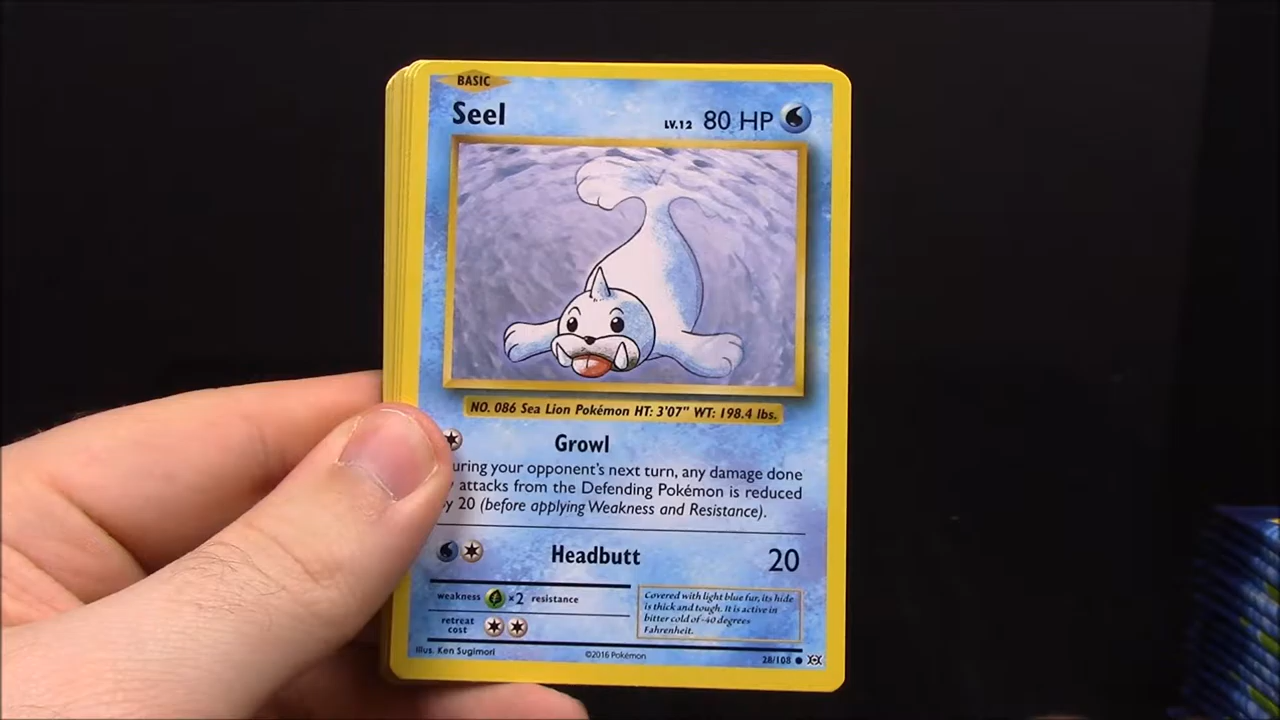 BASIC
Seel LV.12 80 HP
NO. 086 Sea Lion Pokémon HT: 3'07" WT: 198.4 lbs.
Growl
uring your opponent's next turn, any damage done
attacks from the Defending Pokémon is reduced
y 20 (before applying Weakness and Resistance).
Headbutt 20
weakness ×2 resistance
retreat
cost
Covered with light blue fur, its hide
is thick and tough. It is active in
bitter cold of -40 degrees
Fahrenheit.
Illus. Ken Sugimori ©2016 Pokémon 28/108